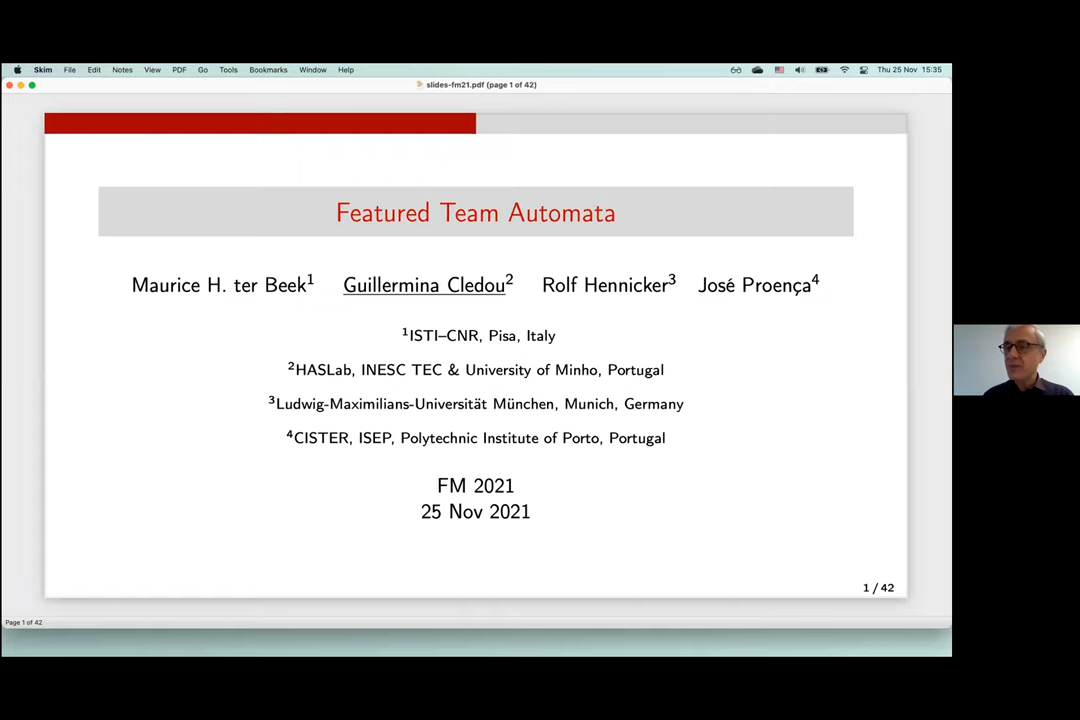 Skim File Edit Notes View PDF Go Tools Bookmarks Window Help Thu 25 Nov 15:35
slides-fm21.pdf (page 1 of 42)
Featured Team Automata
Maurice H. ter Beek¹ Guillermina Cledou² Rolf Hennicker³ José Proença⁴
¹ISTI–CNR, Pisa, Italy
²HASLab, INESC TEC & University of Minho, Portugal
³Ludwig-Maximilians-Universität München, Munich, Germany
⁴CISTER, ISEP, Polytechnic Institute of Porto, Portugal
FM 2021
25 Nov 2021
1 / 42
Page 1 of 42